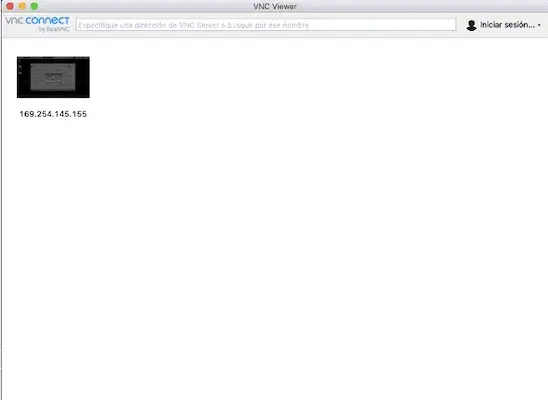 VNC Viewer
vnc connect
by RealVNC
Especifique una dirección de VNC Server o busque por ese nombre
Iniciar sesión...
169.254.145.155